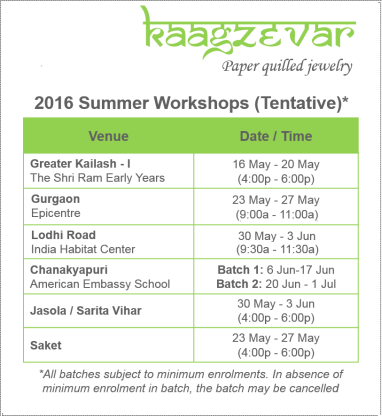 kaagzevar
Paper quilled jewelry
2016 Summer Workshops (Tentative)*
Venue Date / Time
Greater Kailash - I 16 May - 20 May
The Shri Ram Early Years (4:00p - 6:00p)
Gurgaon 23 May - 27 May
Epicentre (9:00a - 11:00a)
Lodhi Road 30 May - 3 Jun
India Habitat Center (9:30a - 11:30a)
Chanakyapuri Batch 1: 6 Jun-17 Jun
American Embassy School Batch 2: 20 Jun - 1 Jul
Jasola / Sarita Vihar 30 May - 3 Jun
(4:00p - 6:00p)
Saket 23 May - 27 May
(4:00p - 6:00p)
*All batches subject to minimum enrolments. In absence of
minimum enrolment in batch, the batch may be cancelled